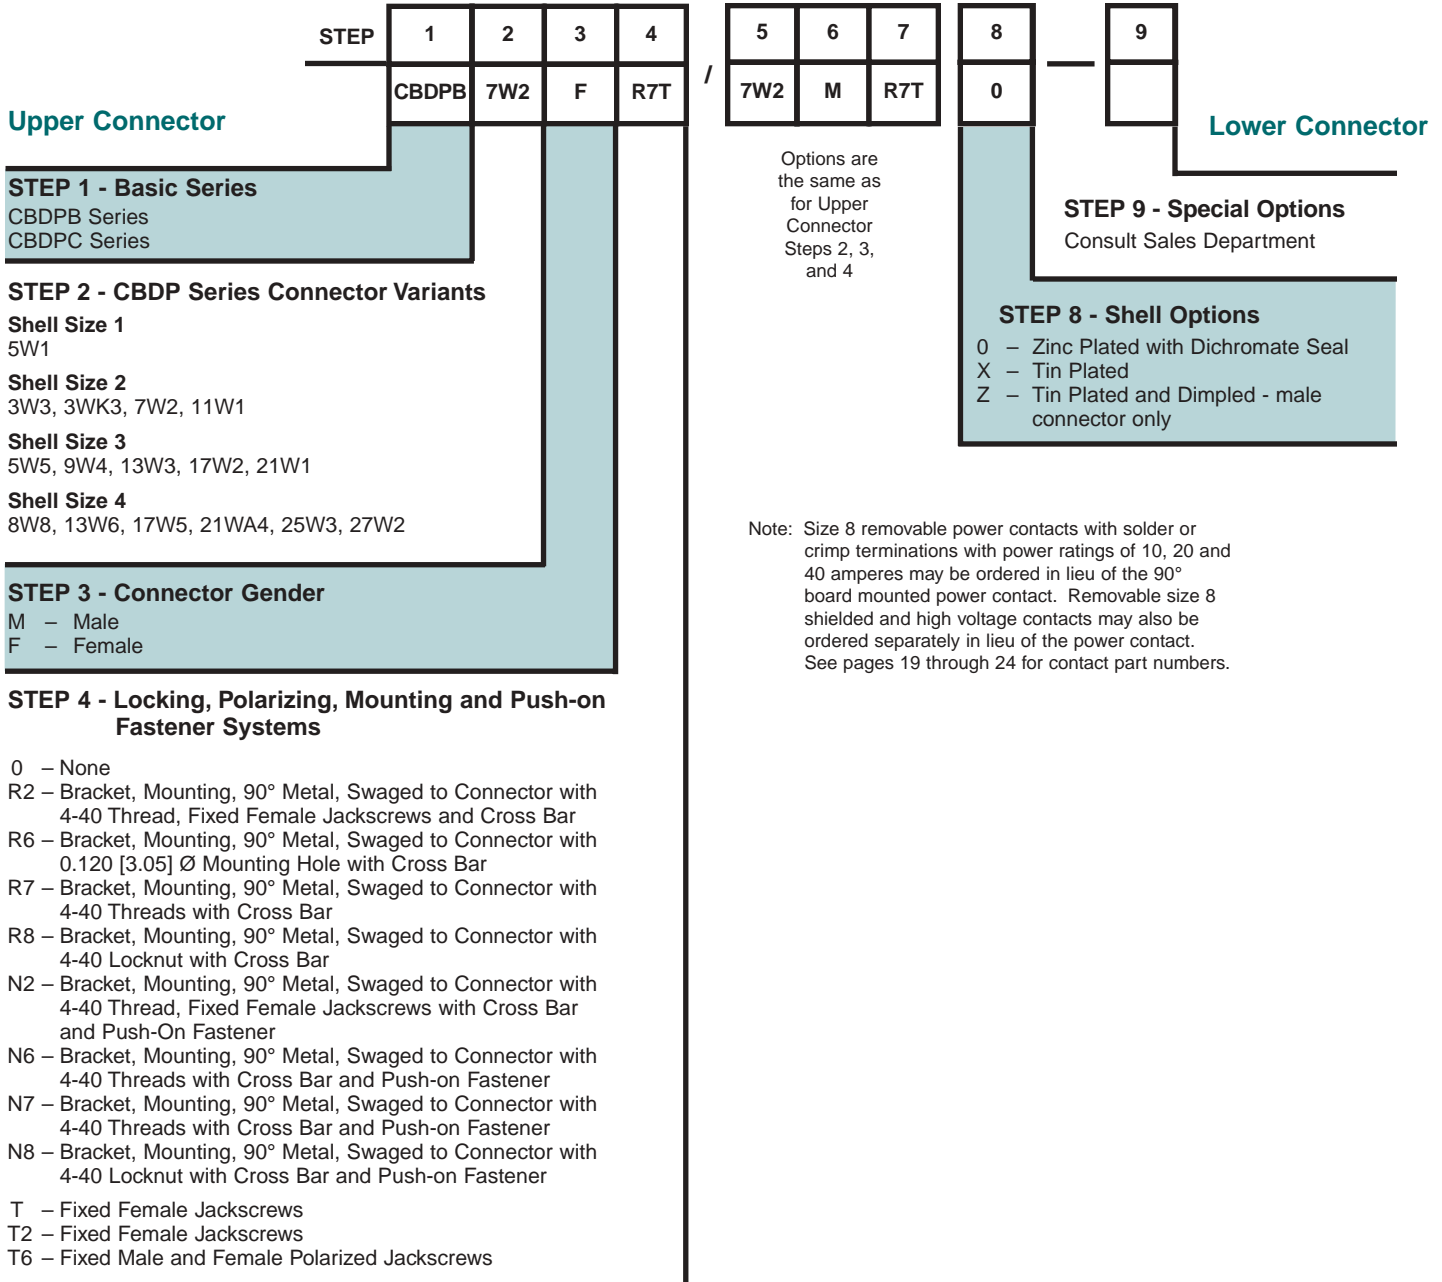 STEP 1 2 3 4 5 6 7 8 9
CBDPB 7W2 F R7T / 7W2 M R7T 0 —
Upper Connector
Lower Connector
STEP 1 - Basic Series
CBDPB Series
CBDPC Series
STEP 2 - CBDP Series Connector Variants
Shell Size 1
5W1
Shell Size 2
3W3, 3WK3, 7W2, 11W1
Shell Size 3
5W5, 9W4, 13W3, 17W2, 21W1
Shell Size 4
8W8, 13W6, 17W5, 21WA4, 25W3, 27W2
STEP 3 - Connector Gender
M – Male
F – Female
STEP 4 - Locking, Polarizing, Mounting and Push-on
Fastener Systems
0 – None
R2 – Bracket, Mounting, 90° Metal, Swaged to Connector with
4-40 Thread, Fixed Female Jackscrews and Cross Bar
R6 – Bracket, Mounting, 90° Metal, Swaged to Connector with
0.120 [3.05] Ø Mounting Hole with Cross Bar
R7 – Bracket, Mounting, 90° Metal, Swaged to Connector with
4-40 Threads with Cross Bar
R8 – Bracket, Mounting, 90° Metal, Swaged to Connector with
4-40 Locknut with Cross Bar
N2 – Bracket, Mounting, 90° Metal, Swaged to Connector with
4-40 Thread, Fixed Female Jackscrews with Cross Bar
and Push-On Fastener
N6 – Bracket, Mounting, 90° Metal, Swaged to Connector with
4-40 Threads with Cross Bar and Push-on Fastener
N7 – Bracket, Mounting, 90° Metal, Swaged to Connector with
4-40 Threads with Cross Bar and Push-on Fastener
N8 – Bracket, Mounting, 90° Metal, Swaged to Connector with
4-40 Locknut with Cross Bar and Push-on Fastener
T – Fixed Female Jackscrews
T2 – Fixed Female Jackscrews
T6 – Fixed Male and Female Polarized Jackscrews
Options are
the same as
for Upper
Connector
Steps 2, 3,
and 4
STEP 9 - Special Options
Consult Sales Department
STEP 8 - Shell Options
0 – Zinc Plated with Dichromate Seal
X – Tin Plated
Z – Tin Plated and Dimpled - male
connector only
Note: Size 8 removable power contacts with solder or
crimp terminations with power ratings of 10, 20 and
40 amperes may be ordered in lieu of the 90°
board mounted power contact. Removable size 8
shielded and high voltage contacts may also be
ordered separately in lieu of the power contact.
See pages 19 through 24 for contact part numbers.